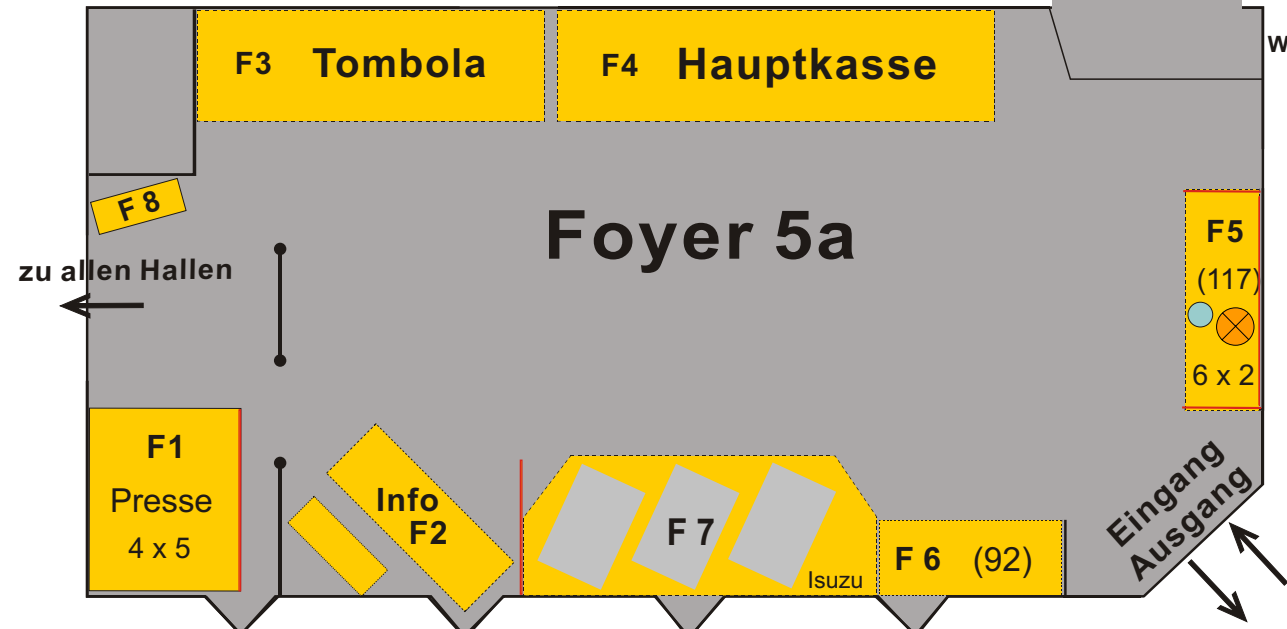 F3 Tombola
F4 Hauptkasse
w
F 8
Foyer 5a
F5
(117)
6 x 2
zu allen Hallen
F1
Presse
4 x 5
Info
F2
F 7
Isuzu
F 6 (92)
Eingang
Ausgang